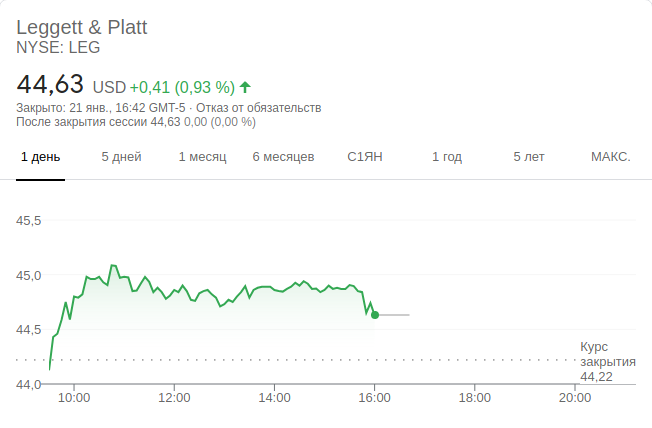 Leggett & Platt
NYSE: LEG
44,63 USD +0,41 (0,93 %)
Закрыто: 21 янв., 16:42 GMT-5 · Отказ от обязательств
После закрытия сессии 44,63 0,00 (0,00 %)
1 день 5 дней 1 месяц 6 месяцев С1ЯН 1 год 5 лет МАКС.
45,5
45,0
44,5
Курс
закрытия
44,22
44,0
10:00 12:00 14:00 16:00 18:00 20:00